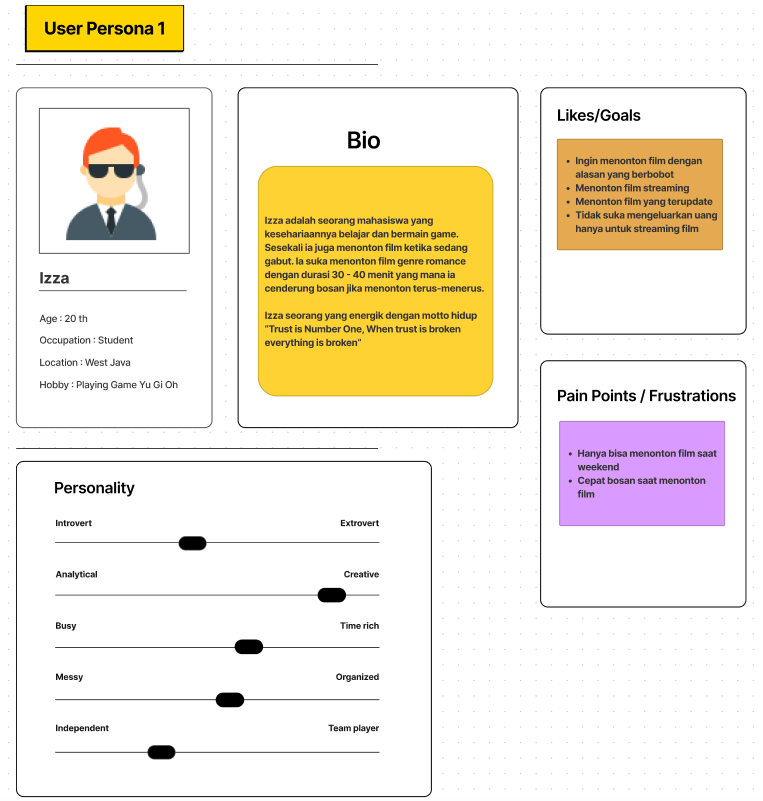 User Persona 1
Izza
Age : 20 th
Occupation : Student
Location : West Java
Hobby : Playing Game Yu Gi Oh
Bio
Izza adalah seorang mahasiswa yang
kesehariaannya belajar dan bermain game.
Sesekali ia juga menonton film ketika sedang
gabut. Ia suka menonton film genre romance
dengan durasi 30 - 40 menit yang mana ia
cenderung bosan jika menonton terus-menerus.
Izza seorang yang energik dengan motto hidup
"Trust is Number One, When trust is broken
everything is broken"
Likes/Goals
• Ingin menonton film dengan
alasan yang berbobot
• Menonton film streaming
• Menonton film yang terupdate
• Tidak suka mengeluarkan uang
hanya untuk streaming film
Pain Points / Frustrations
• Hanya bisa menonton film saat
weekend
• Cepat bosan saat menonton
film
Personality
Introvert Extrovert
Analytical Creative
Busy Time rich
Messy Organized
Independent Team player